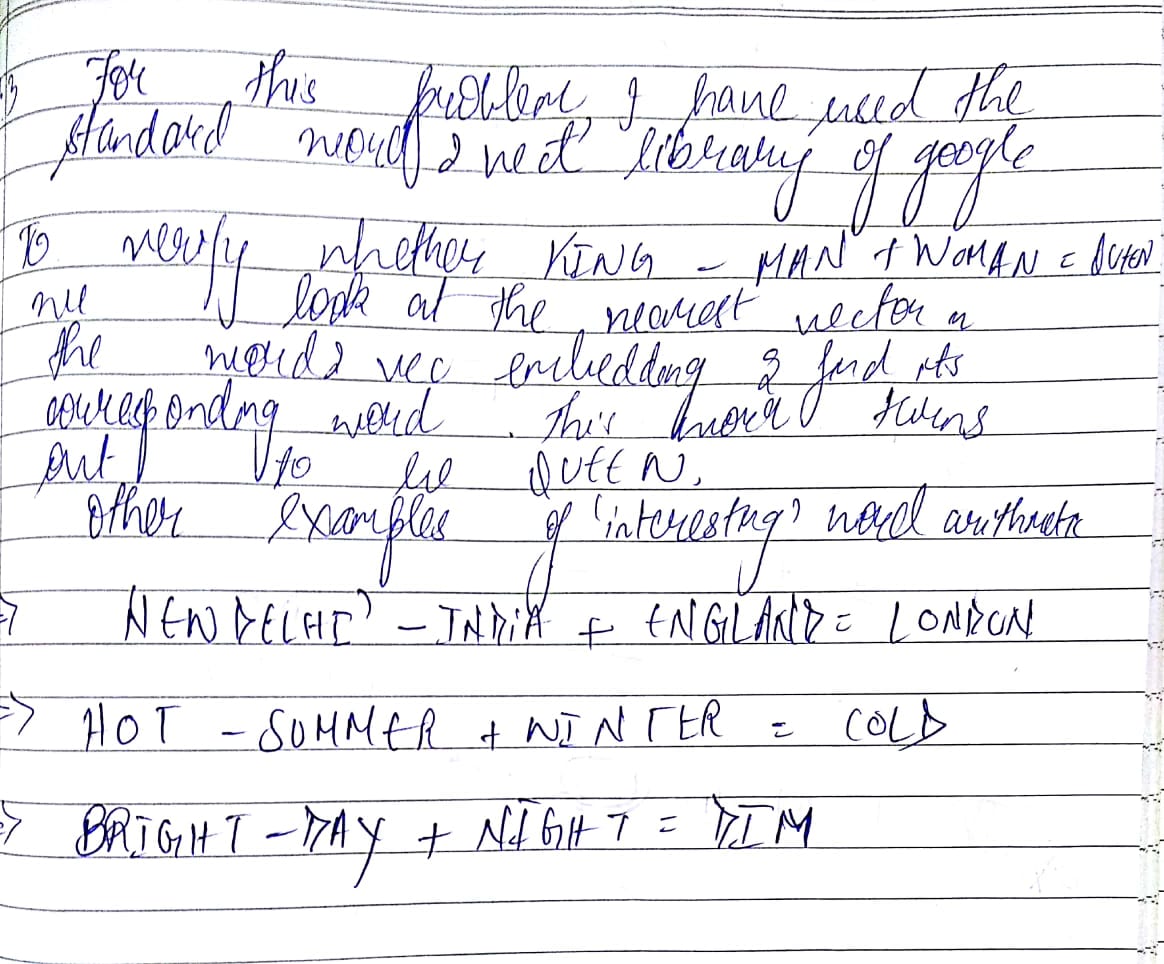 For this problem, I have used the
standard 'word2vec' library of google
To verify whether KING - MAN + WOMAN = QUEEN
we look at the nearest vector in
the word2vec embedding & find its
corresponding word. This word turns
out to be QUEEN.
Other examples of 'interesting' word arithmetic
=> NEW DELHI - INDIA + ENGLAND = LONDON
=> HOT - SUMMER + WINTER = COLD
=> BRIGHT - DAY + NIGHT = DIM